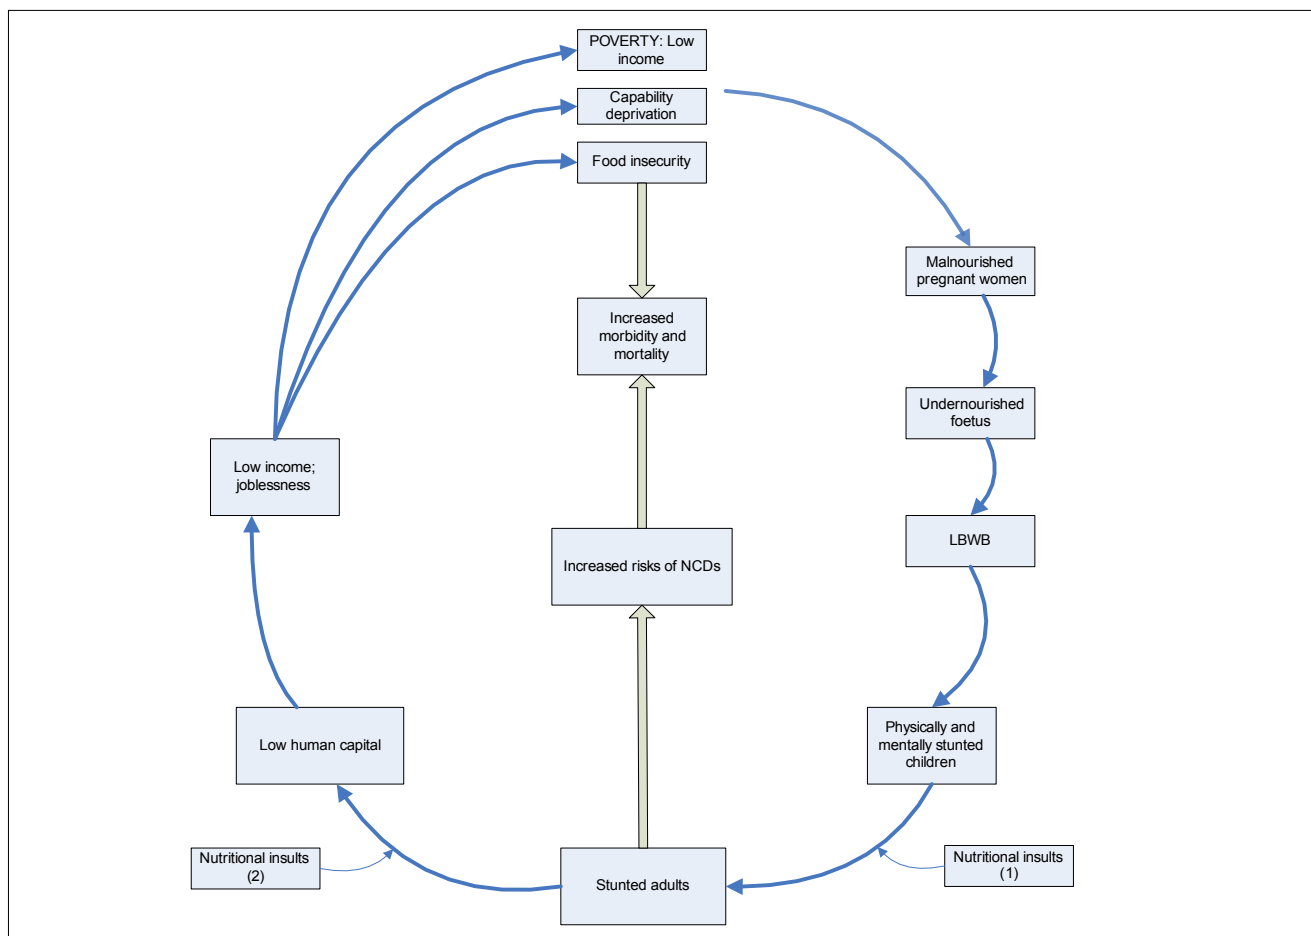 POVERTY: Low
income
Capability
deprivation
Food insecurity
Malnourished
pregnant women
Increased
morbidity and
mortality
Undernourished
foetus
Low income;
joblessness
LBWB
Increased risks of NCDs
Low human capital
Physically and
mentally stunted
children
Nutritional insults
(2)
Stunted adults
Nutritional insults
(1)